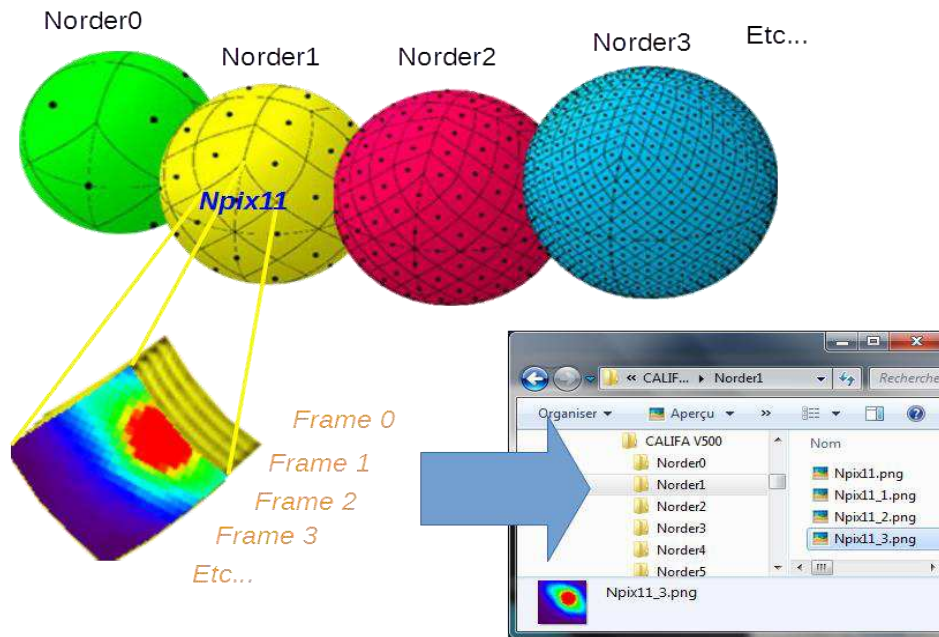 Norder0
Norder1
Norder2
Norder3
Etc...
Npix11
Frame 0
Frame 1
Frame 2
Frame 3
Etc...
« CALIF... Norder1
Recherche
Organiser
Aperçu
»
CALIFA V500
Norder0
Norder1
Norder2
Norder3
Norder4
Norder5
Nom
Npix11.png
Npix11_1.png
Npix11_2.png
Npix11_3.png
Npix11_3.png